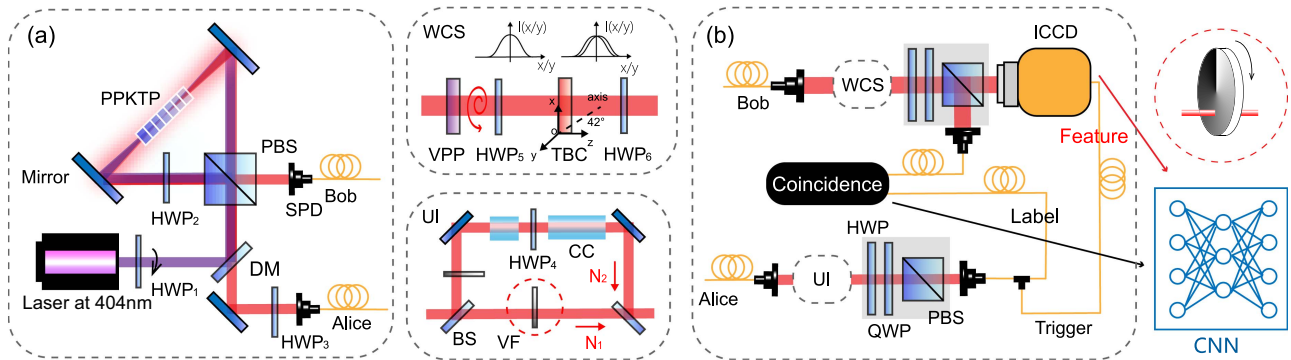 (a)
PPKTP
Mirror
HWP2
PBS
SPD
Bob
DM
Laser at 404nm
HWP1
HWP3
Alice
WCS
I(x/y)
x/y
I(x/y)
x/y
VPP
HWP5
x
o
y
z
axis
42°
TBC
HWP6
UI
HWP4
CC
N2
BS
VF
N1
(b)
ICCD
Bob
WCS
Feature
Coincidence
Label
HWP
Alice
UI
QWP
PBS
Trigger
CNN